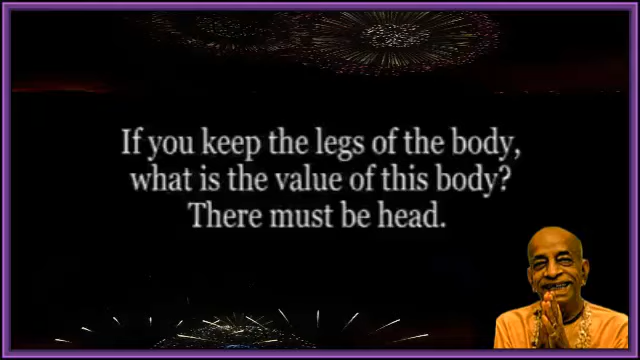 If you keep the legs of the body,
what is the value of this body?
There must be head.